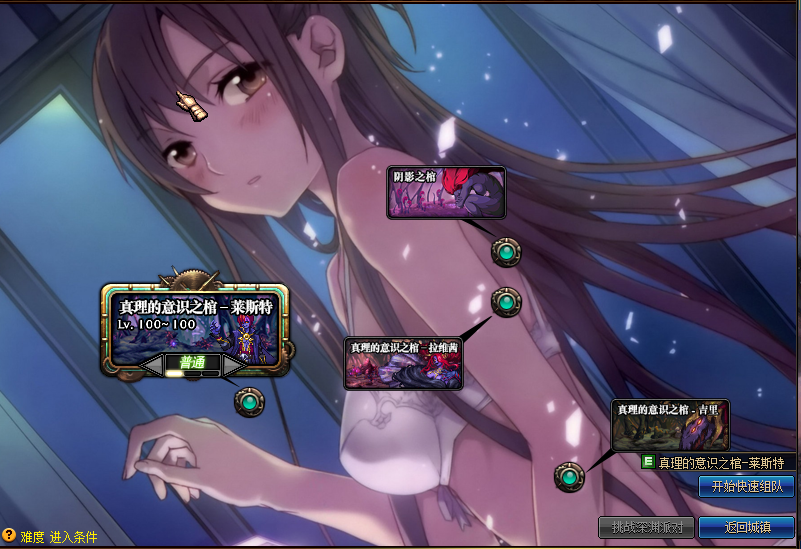 阴影之棺
真理的意识之棺-莱斯特
Lv. 100~100
普通
真理的意识之棺-拉维茜
真理的意识之棺-吉里
E 真理的意识之棺-莱斯特
开始快速组队
挑战深渊派对
返回城镇
? 难度 进入条件